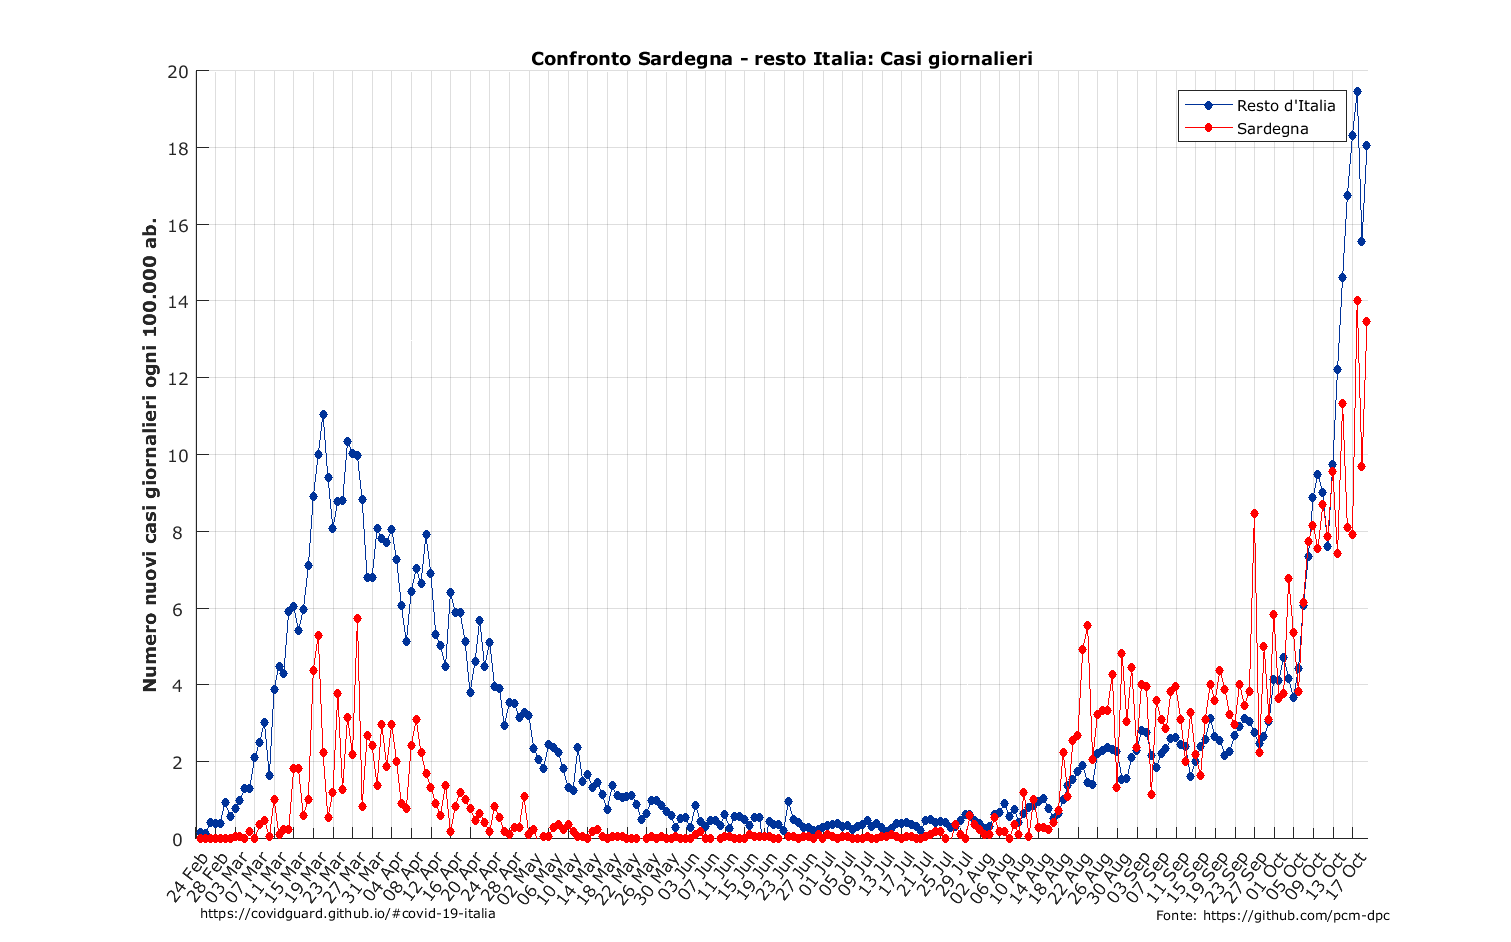 Confronto Sardegna - resto Italia: Casi giornalieri
Resto d'Italia
Sardegna
Numero nuovi casi giornalieri ogni 100.000 ab.
20
18
16
14
12
10
8
6
4
2
0
24 Feb
28 Feb
03 Mar
07 Mar
11 Mar
15 Mar
19 Mar
23 Mar
27 Mar
31 Mar
04 Apr
08 Apr
12 Apr
16 Apr
20 Apr
24 Apr
28 Apr
02 May
06 May
10 May
14 May
18 May
22 May
26 May
30 May
03 Jun
07 Jun
11 Jun
15 Jun
19 Jun
23 Jun
27 Jun
01 Jul
05 Jul
09 Jul
13 Jul
17 Jul
21 Jul
25 Jul
29 Jul
02 Aug
06 Aug
10 Aug
14 Aug
18 Aug
22 Aug
26 Aug
30 Aug
03 Sep
07 Sep
11 Sep
15 Sep
19 Sep
23 Sep
27 Sep
01 Oct
05 Oct
09 Oct
13 Oct
17 Oct
https://covidguard.github.io/#covid-19-italia
Fonte: https://github.com/pcm-dpc